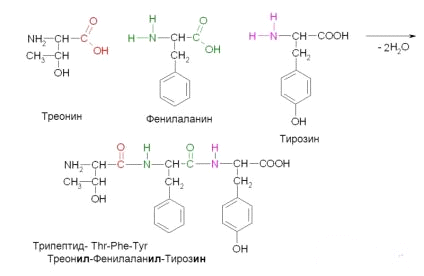 NH₂-CH-C O OH CH₃-CH OH
H H-N-CH-C O OH CH₂
H H-N-CH-COOH CH₂ OH
- 2H₂O
Треонин
Фенилаланин
Тирозин
NH₂-CH-C O N H CH-C O N H CH-COOH
CH₃-CH CH₂ CH₂
OH
OH
Трипептид- Thr-Phe-Tyr
Треонил-Фенилаланил-Тирозин